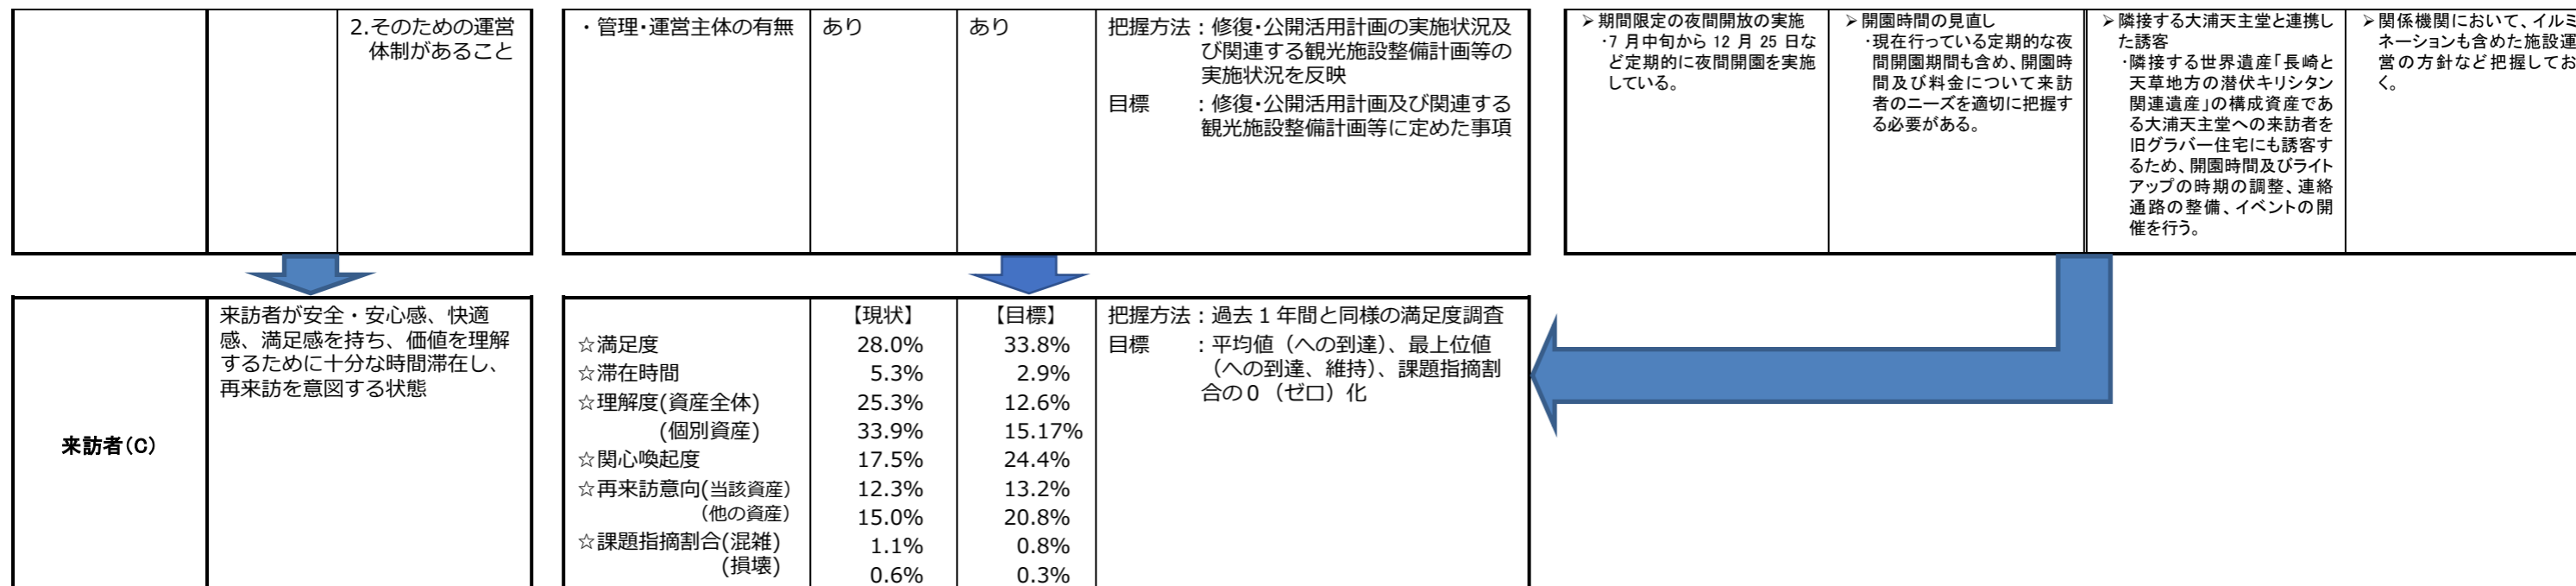 2.そのための運営
体制があること
・管理・運営主体の有無
あり
あり
把握方法：修復・公開活用計画の実施状況及
び関連する観光施設整備計画等の
実施状況を反映
目標　　：修復・公開活用計画及び関連する
観光施設整備計画等に定めた事項
➢期間限定の夜間開放の実施
・7 月中旬から 12 月 25 日な
ど定期的に夜間開園を実施
している。
➢開園時間の見直し
・現在行っている定期的な夜
間開園期間も含め、開園時
間及び料金について来訪
者のニーズを適切に把握す
る必要がある。
➢隣接する大浦天主堂と連携し
た誘客
・隣接する世界遺産「長崎と
天草地方の潜伏キリシタン
関連遺産」の構成資産であ
る大浦天主堂への来訪者を
旧グラバー住宅にも誘客す
るため、開園時間及びライト
アップの時期の調整、連絡
通路の整備、イベントの開
催を行う。
➢関係機関において、イルミ
ネーションも含めた施設運
営の方針など把握してお
く。
来訪者(C)
来訪者が安全・安心感、快適
感、満足感を持ち、価値を理解
するために十分な時間滞在し、
再来訪を意図する状態
【現状】 【目標】
☆満足度 28.0% 33.8%
☆滞在時間 5.3% 2.9%
☆理解度(資産全体) 25.3% 12.6%
(個別資産) 33.9% 15.17%
☆関心喚起度 17.5% 24.4%
☆再来訪意向(当該資産) 12.3% 13.2%
(他の資産) 15.0% 20.8%
☆課題指摘割合(混雑) 1.1% 0.8%
(損壊) 0.6% 0.3%
把握方法：過去 1 年間と同様の満足度調査
目標　　：平均値（への到達）、最上位値
（への到達、維持）、課題指摘割
合の０（ゼロ）化